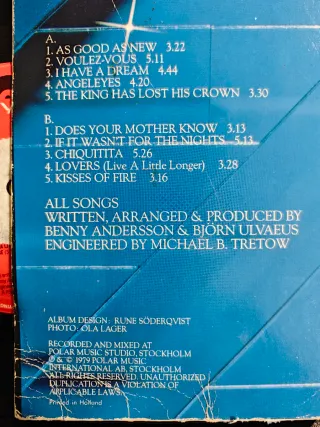 A.
1. AS GOOD AS NEW 3.22
2. VOULEZ-VOUS 5.11
3. I HAVE A DREAM 4.44
4. ANGELEYES 4.20
5. THE KING HAS LOST HIS CROWN 3.30
B.
1. DOES YOUR MOTHER KNOW 3.13
2. IF IT WASN'T FOR THE NIGHTS 5.13
3. CHIQUITITA 5.26
4. LOVERS (Live A Little Longer) 3.28
5. KISSES OF FIRE 3.16
ALL SONGS
WRITTEN, ARRANGED & PRODUCED BY
BENNY ANDERSSON & BJÖRN ULVAEUS
ENGINEERED BY MICHAEL B. TRETOW
ALBUM DESIGN: RUNE SÖDERQVIST
PHOTO: OLA LAGER
RECORDED AND MIXED AT
POLAR MUSIC STUDIO, STOCKHOLM
℗ & © 1979 POLAR MUSIC
INTERNATIONAL AB, STOCKHOLM
ALL RIGHTS RESERVED. UNAUTHORIZED
DUPLICATION IS A VIOLATION OF
APPLICABLE LAWS.
Printed in Holland